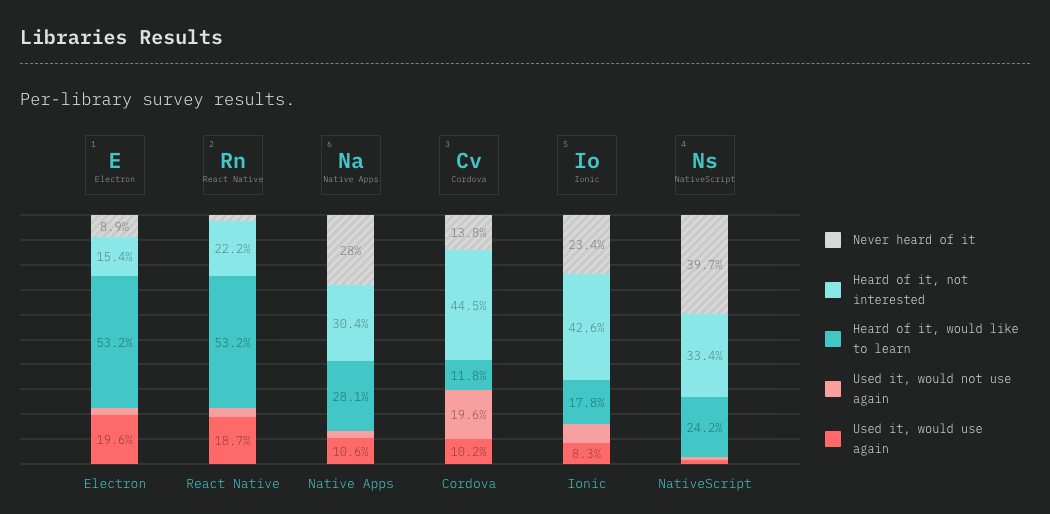 Libraries Results
Per-library survey results.
1
E
Electron
2
Rn
React Native
6
Na
Native Apps
3
Cv
Cordova
5
Io
Ionic
4
Ns
NativeScript
8.9%
15.4%
53.2%
19.6%
22.2%
53.2%
18.7%
28%
30.4%
28.1%
10.6%
13.8%
44.5%
11.8%
19.6%
10.2%
23.4%
42.6%
17.8%
8.3%
39.7%
33.4%
24.2%
Electron
React Native
Native Apps
Cordova
Ionic
NativeScript
Never heard of it
Heard of it, not
interested
Heard of it, would like
to learn
Used it, would not use
again
Used it, would use
again